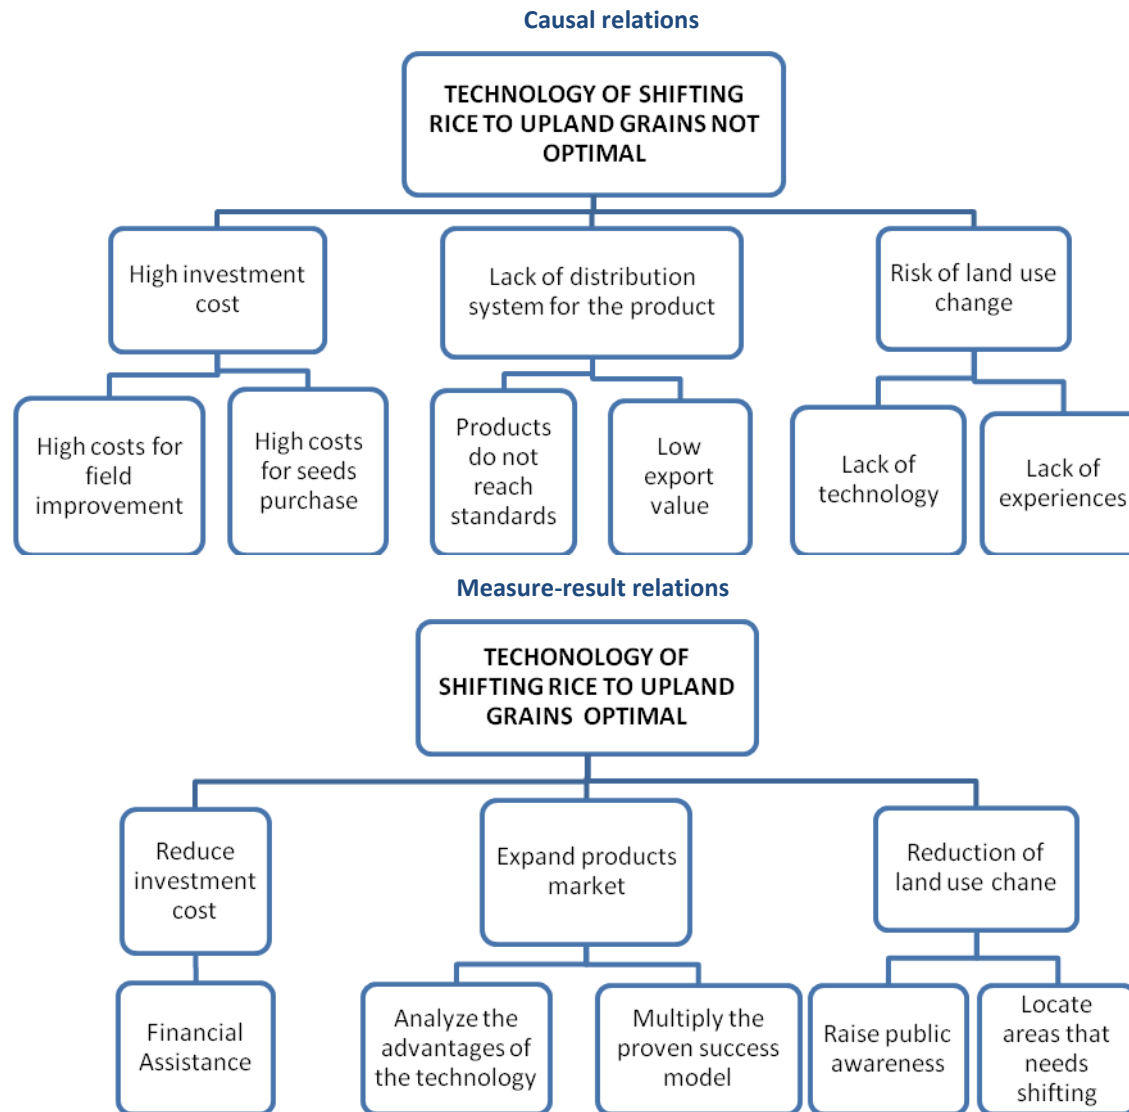 Causal relations
TECHNOLOGY OF SHIFTING
RICE TO UPLAND GRAINS NOT
OPTIMAL
High investment
cost
Lack of distribution
system for the product
Risk of land use
change
High costs for
field
improvement
High costs
for seeds
purchase
Products
do not
reach
standards
Low
export
value
Lack of
technology
Lack of
experiences
Measure-result relations
TECHONOLOGY OF
SHIFTING RICE TO UPLAND
GRAINS OPTIMAL
Reduce
investment
cost
Expand products
market
Reduction of
land use chane
Financial
Assistance
Analyze the
advantages of
the technology
Multiply the
proven success
model
Raise public
awareness
Locate
areas that
needs
shifting